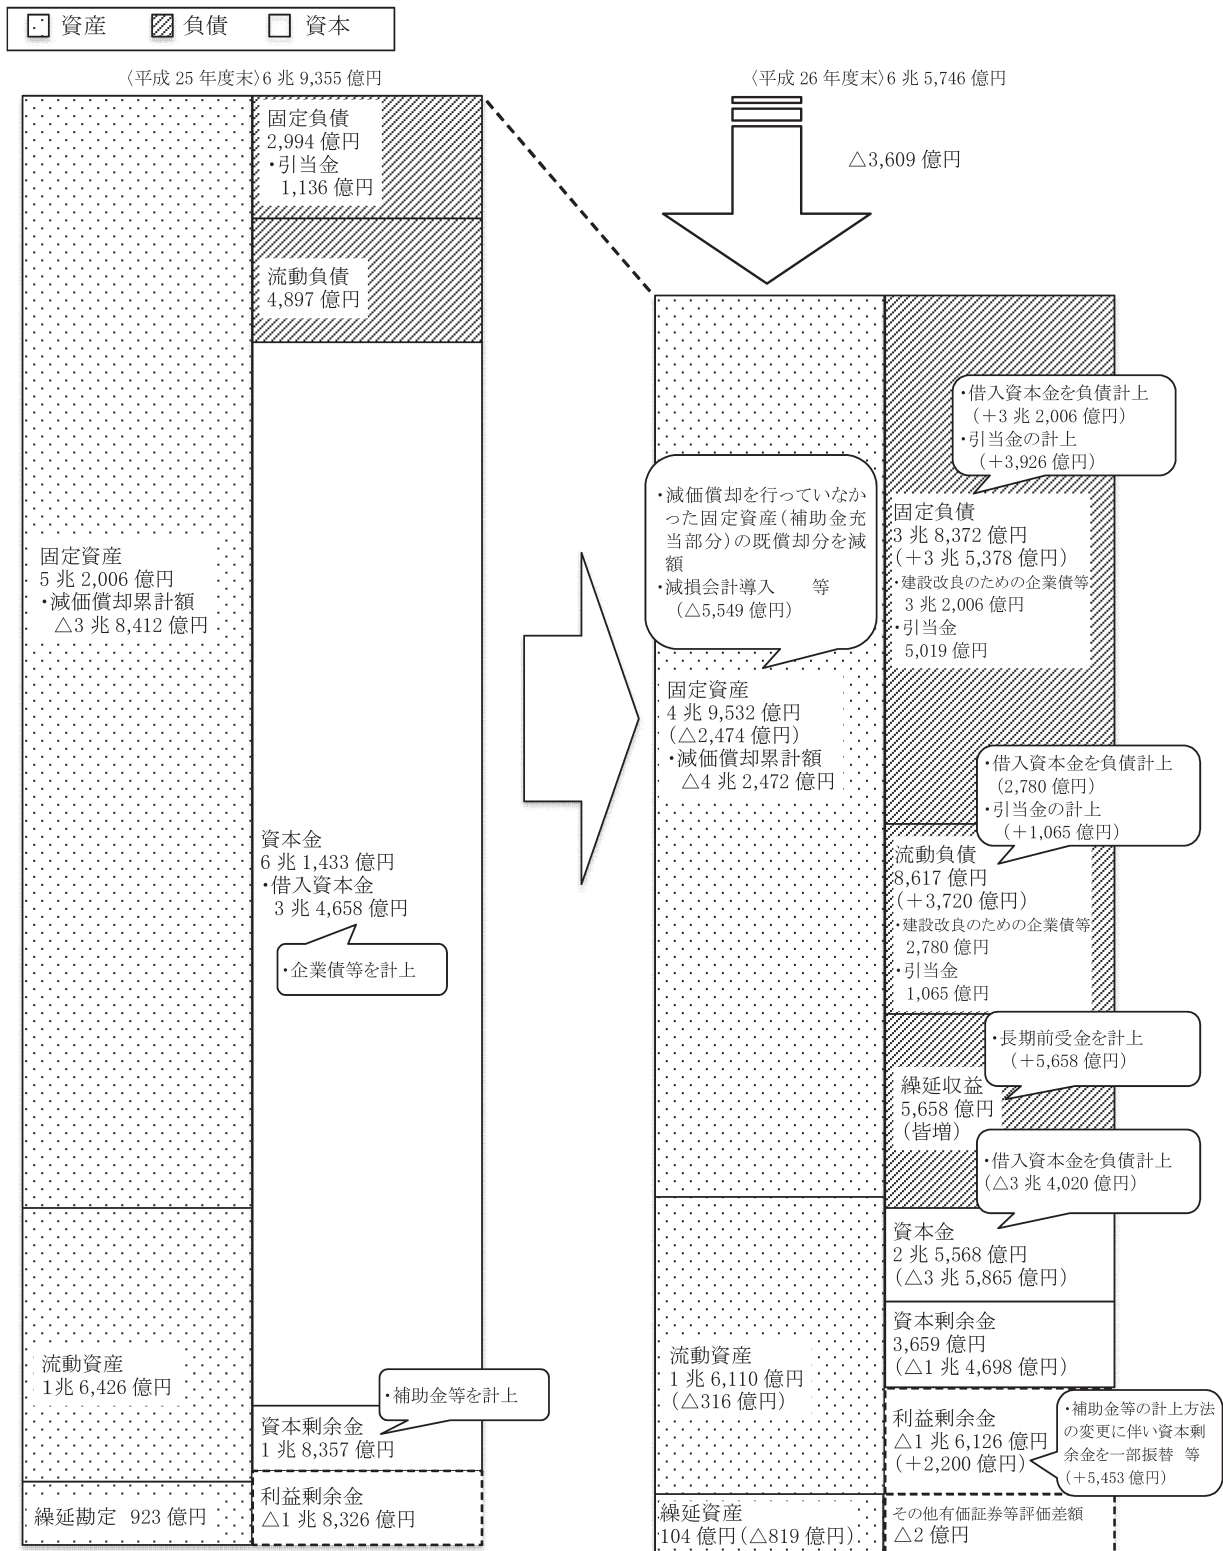 資産 負債 資本
〈平成 25 年度末〉6 兆 9,355 億円
固定負債
2,994 億円
・引当金
1,136 億円
流動負債
4,897 億円
固定資産
5 兆 2,006 億円
・減価償却累計額
△3 兆 8,412 億円
資本金
6 兆 1,433 億円
・借入資本金
3 兆 4,658 億円
・企業債等を計上
流動資産
1兆 6,426 億円
・補助金等を計上
資本剰余金
1 兆 8,357 億円
繰延勘定 923 億円
利益剰余金
△1 兆 8,326 億円
〈平成 26 年度末〉6 兆 5,746 億円
△3,609 億円
・減価償却を行っていなか
った固定資産（補助金充
当部分）の既償却分を減
額
・減損会計導入 等
（△5,549 億円）
固定資産
4 兆 9,532 億円
（△2,474 億円）
・減価償却累計額
△4 兆 2,472 億円
・借入資本金を負債計上
（＋3 兆 2,006 億円）
・引当金の計上
（＋3,926 億円）
固定負債
3 兆 8,372 億円
（＋3 兆 5,378 億円）
・建設改良のための企業債等
3 兆 2,006 億円
・引当金
5,019 億円
・借入資本金を負債計上
（2,780 億円）
・引当金の計上
（＋1,065 億円）
流動負債
8,617 億円
（＋3,720 億円）
・建設改良のための企業債等
2,780 億円
・引当金
1,065 億円
・長期前受金を計上
（＋5,658 億円）
繰延収益
5,658 億円
（皆増）
・借入資本金を負債計上
（△3 兆 4,020 億円）
資本金
2 兆 5,568 億円
（△3 兆 5,865 億円）
資本剰余金
3,659 億円
（△1 兆 4,698 億円）
流動資産
1 兆 6,110 億円
（△316 億円）
利益剰余金
△1 兆 6,126 億円
（＋2,200 億円）
・補助金等の計上方法
の変更に伴い資本剰
余金を一部振替 等
（＋5,453 億円）
繰延資産
104 億円（△819 億円）
その他有価証券等評価差額
△2 億円